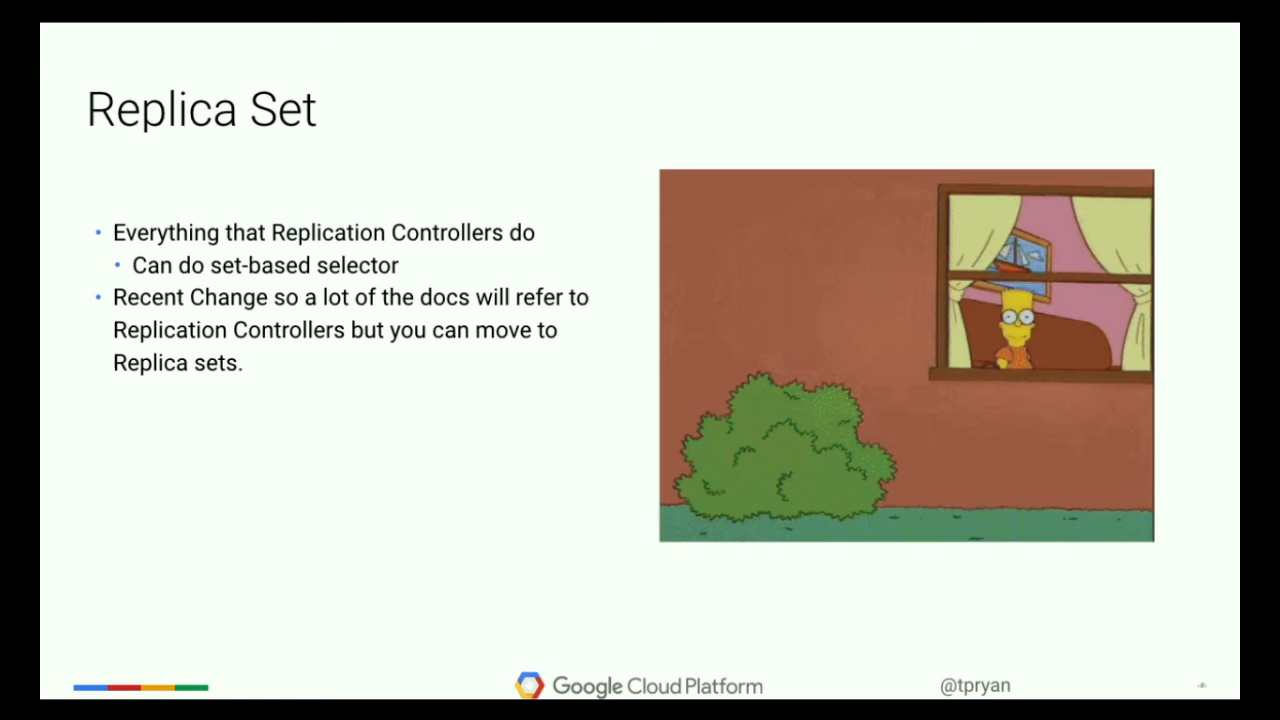 Replica Set
• Everything that Replication Controllers do
• Can do set-based selector
• Recent Change so a lot of the docs will refer to
Replication Controllers but you can move to
Replica sets.
Google Cloud Platform
@tpryan